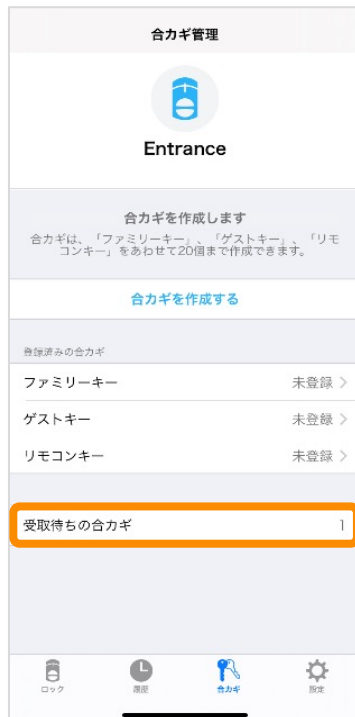 合カギ管理
Entrance
合カギを作成します
合カギは、「ファミリーキー」、「ゲストキー」、「リモ
コンキー」をあわせて20個まで作成できます。
合カギを作成する
登録済みの合カギ
ファミリーキー 未登録
ゲストキー 未登録
リモコンキー 未登録
受取待ちの合カギ 1
ロック 履歴 合カギ 設定